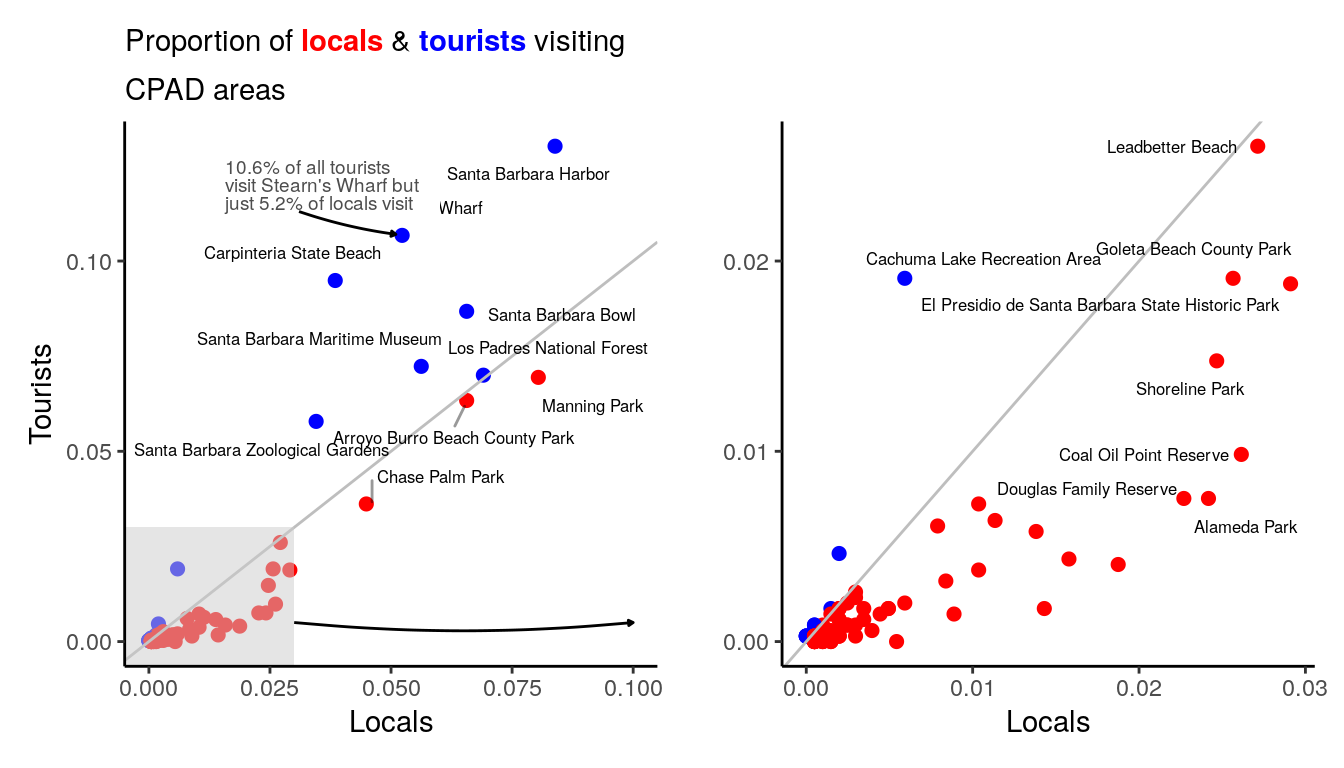 Proportion of locals & tourists visiting
CPAD areas
10.6% of all tourists
visit Stearn's Wharf but
just 5.2% of locals visit
Santa Barbara Harbor
Wharf
Carpinteria State Beach
Santa Barbara Bowl
Santa Barbara Maritime Museum
Los Padres National Forest
Manning Park
Arroyo Burro Beach County Park
Santa Barbara Zoological Gardens
Chase Palm Park
Tourists
0.10
0.05
0.00
0.000 0.025 0.050 0.075 0.100
Locals
Leadbetter Beach
Goleta Beach County Park
Cachuma Lake Recreation Area
El Presidio de Santa Barbara State Historic Park
Shoreline Park
Coal Oil Point Reserve
Douglas Family Reserve
Alameda Park
0.02
0.01
0.00
0.00 0.01 0.02 0.03
Locals